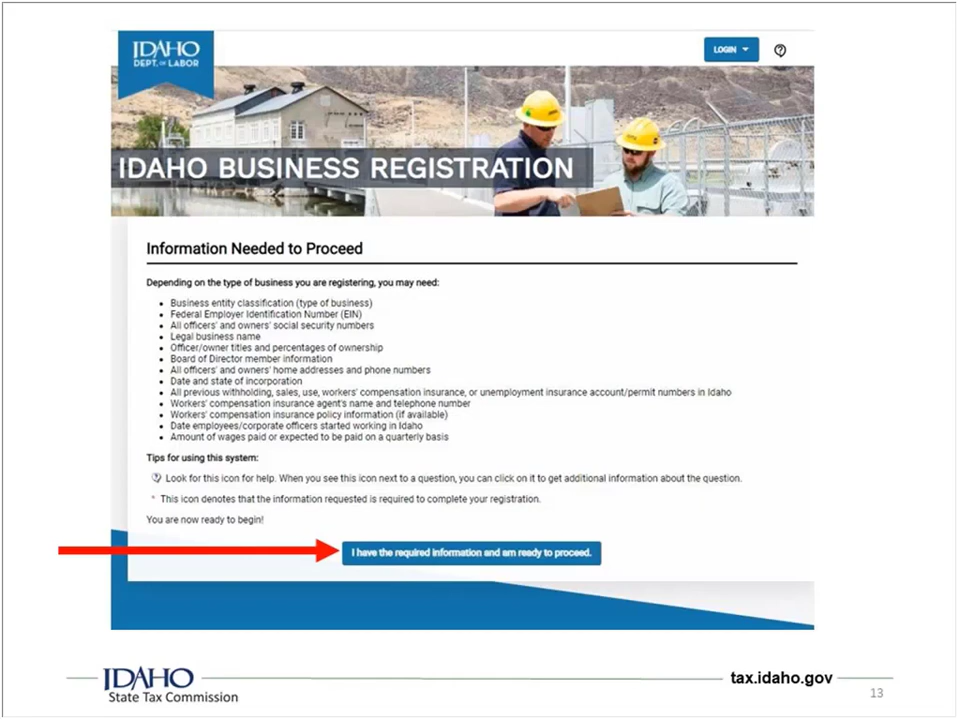 IDAHO
DEPT. OF LABOR
LOGIN
IDAHO BUSINESS REGISTRATION
Information Needed to Proceed
Depending on the type of business you are registering, you may need:
• Business entity classification (type of business)
• Federal Employer Identification Number (EIN)
• All officers' and owners' social security numbers
• Legal business name
• Officer/owner titles and percentages of ownership
• Board of Director member information
• All officers' and owners' home addresses and phone numbers
• Date and state of incorporation
• All previous withholding, sales, use, workers' compensation insurance, or unemployment insurance account/permit numbers in Idaho
• Workers' compensation insurance agent's name and telephone number
• Workers' compensation insurance policy information (if available)
• Date employees/corporate officers started working in Idaho
• Amount of wages paid or expected to be paid on a quarterly basis
Tips for using this system:
Look for this icon for help. When you see this icon next to a question, you can click on it to get additional information about the question.
* This icon denotes that the information requested is required to complete your registration.
You are now ready to begin!
I have the required information and am ready to proceed.
IDAHO
State Tax Commission
tax.idaho.gov
13